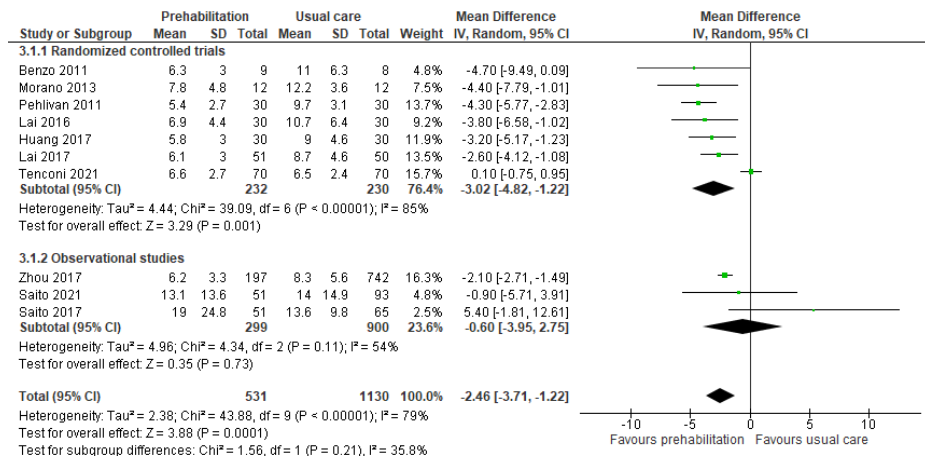 Prehabilitation Usual care Mean Difference Mean Difference
Study or Subgroup Mean SD Total Mean SD Total Weight IV, Random, 95% CI IV, Random, 95% CI
3.1.1 Randomized controlled trials
Benzo 2011 6.3 3 9 11 6.3 8 4.8% -4.70 [-9.49, 0.09]
Morano 2013 7.8 4.8 12 12.2 3.6 12 7.5% -4.40 [-7.79, -1.01]
Pehlivan 2011 5.4 2.7 30 9.7 3.1 30 13.7% -4.30 [-5.77, -2.83]
Lai 2016 6.9 4.4 30 10.7 6.4 30 9.2% -3.80 [-6.58, -1.02]
Huang 2017 5.8 3 30 9 4.6 30 11.9% -3.20 [-5.17, -1.23]
Lai 2017 6.1 3 51 8.7 4.6 50 13.5% -2.60 [-4.12, -1.08]
Tenconi 2021 6.6 2.7 70 6.5 2.4 70 15.7% 0.10 [-0.75, 0.95]
Subtotal (95% CI) 232 230 76.4% -3.02 [-4.82, -1.22]
Heterogeneity: Tau² = 4.44; Chi² = 39.09, df = 6 (P < 0.00001); I² = 85%
Test for overall effect: Z = 3.29 (P = 0.001)
3.1.2 Observational studies
Zhou 2017 6.2 3.3 197 8.3 5.6 742 16.3% -2.10 [-2.71, -1.49]
Saito 2021 13.1 13.6 51 14 14.9 93 4.8% -0.90 [-5.71, 3.91]
Saito 2017 19 24.8 51 13.6 9.8 65 2.5% 5.40 [-1.81, 12.61]
Subtotal (95% CI) 299 900 23.6% -0.60 [-3.95, 2.75]
Heterogeneity: Tau² = 4.96; Chi² = 4.34, df = 2 (P = 0.11); I² = 54%
Test for overall effect: Z = 0.35 (P = 0.73)
Total (95% CI) 531 1130 100.0% -2.46 [-3.71, -1.22]
Heterogeneity: Tau² = 2.38; Chi² = 43.88, df = 9 (P < 0.00001); I² = 79%
Test for overall effect: Z = 3.88 (P = 0.0001)
Test for subgroup differences: Chi² = 1.56, df = 1 (P = 0.21), I² = 35.8%
-10 -5 0 5 10
Favours prehabilitation Favours usual care